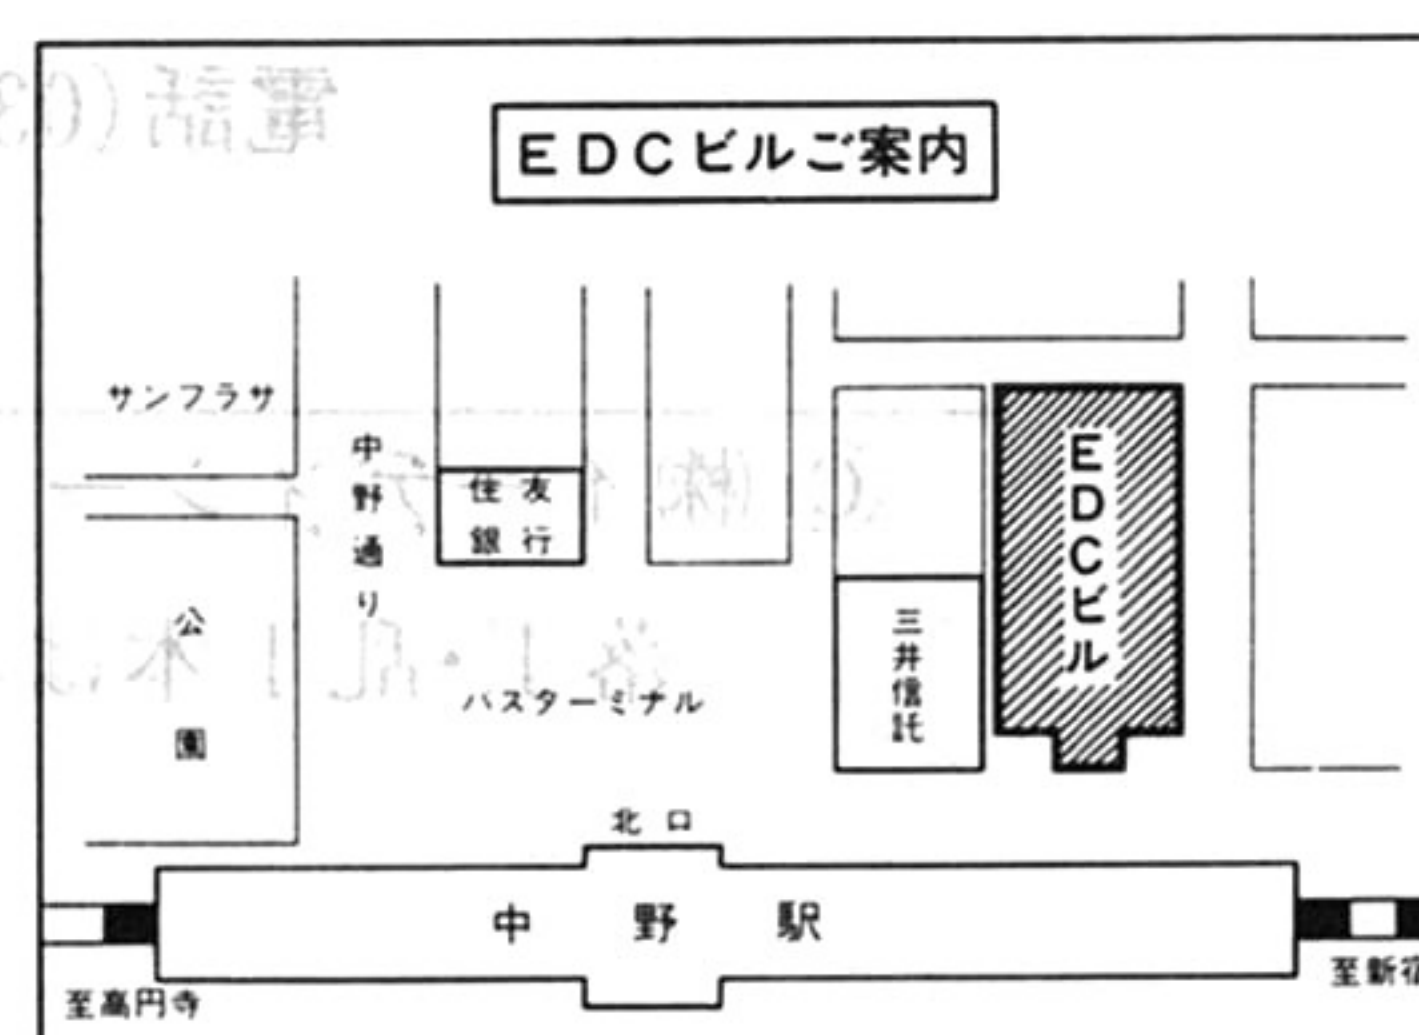 EDCビルご案内
サンフラサ
中野通り
住友
銀行
EDCビル
公園
三井信託
バスターミナル
北口
中野駅
至高円寺
至新宿